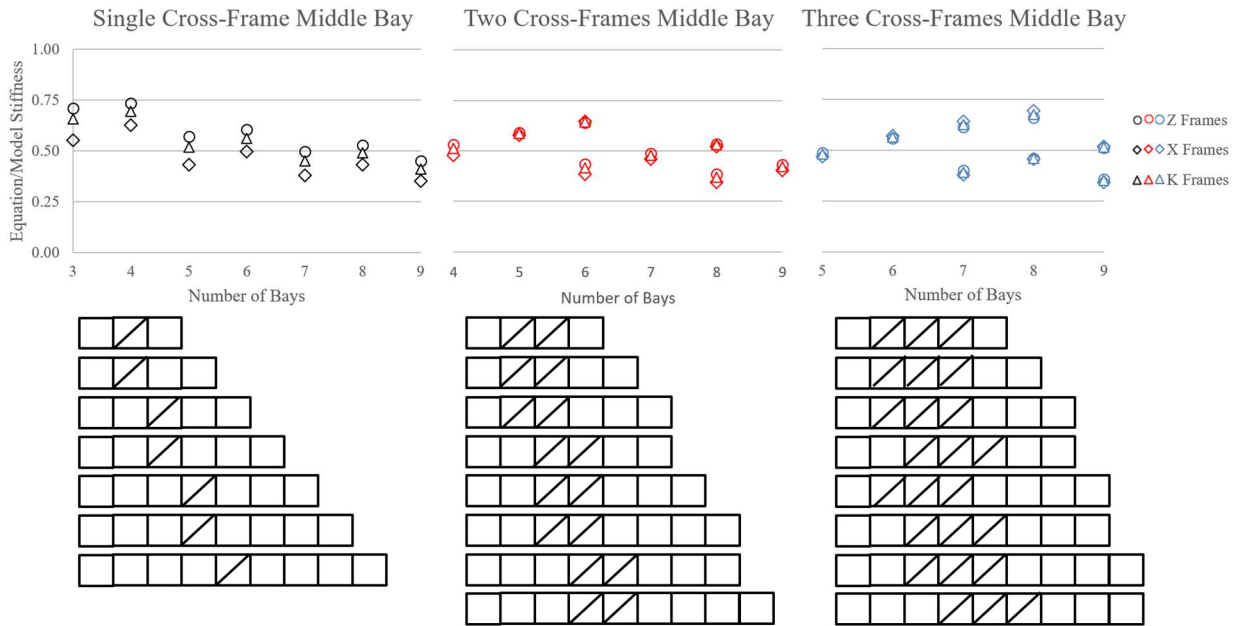 Single Cross-Frame Middle Bay
Two Cross-Frames Middle Bay
Three Cross-Frames Middle Bay
Equation/Model Stiffness
1.00
0.75
0.50
0.25
0.00
3 4 5 6 7 8 9
Number of Bays
4 5 6 7 8 9
Number of Bays
5 6 7 8 9
Number of Bays
Z Frames
X Frames
K Frames